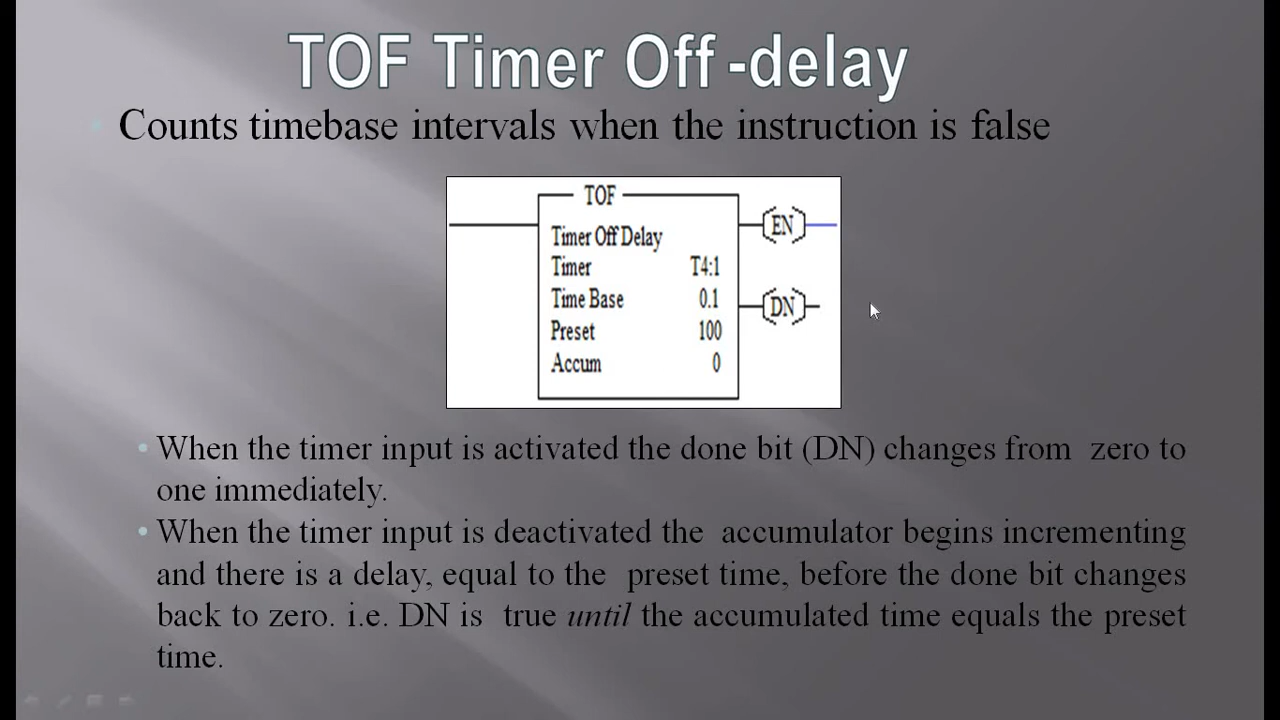 TOF Timer Off-delay
Counts timebase intervals when the instruction is false
TOF
Timer Off Delay
Timer T4:1
Time Base 0.1
Preset 100
Accum 0
EN
DN
When the timer input is activated the done bit (DN) changes from zero to
one immediately.
When the timer input is deactivated the accumulator begins incrementing
and there is a delay, equal to the preset time, before the done bit changes
back to zero. i.e. DN is true until the accumulated time equals the preset
time.